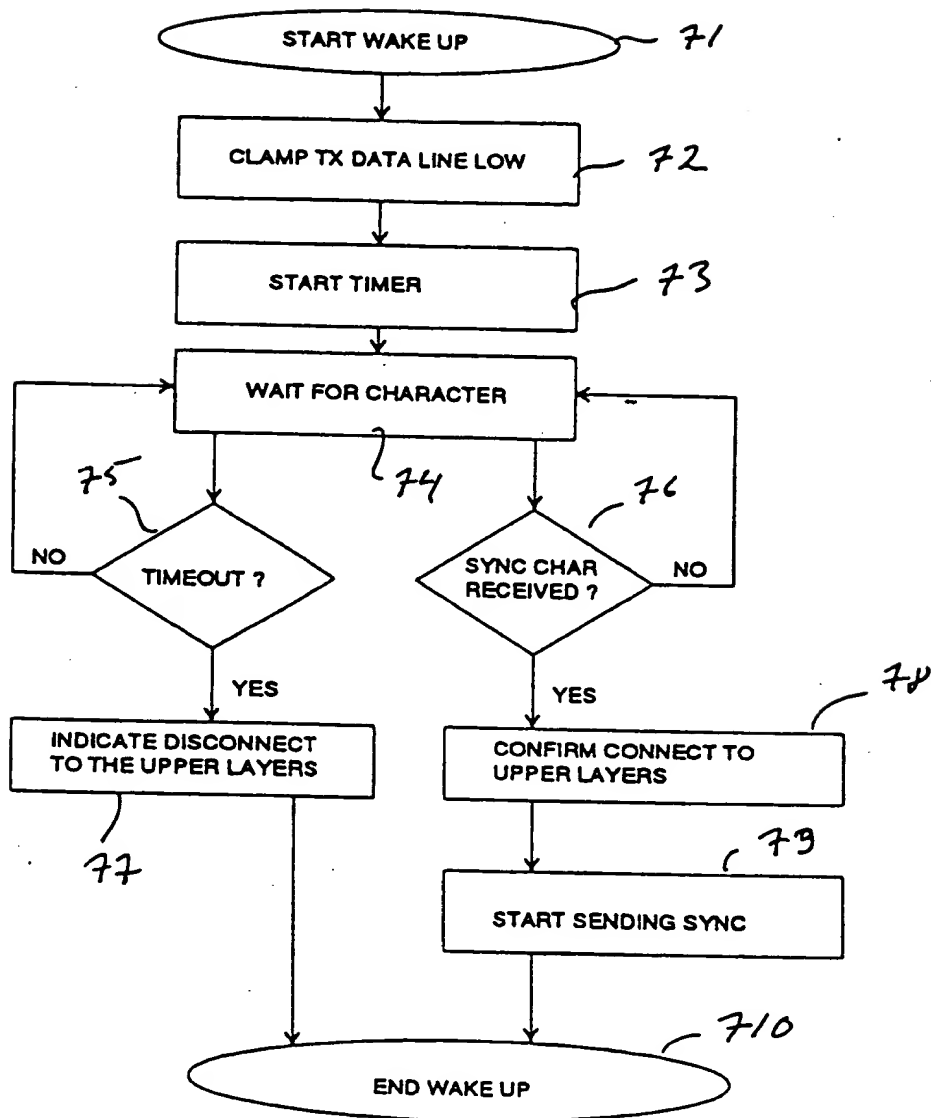 START WAKE UP
71
CLAMP TX DATA LINE LOW
72
START TIMER
73
WAIT FOR CHARACTER
74
75
76
NO
TIMEOUT ?
SYNC CHAR
RECEIVED ?
NO
YES
YES
78
INDICATE DISCONNECT
TO THE UPPER LAYERS
CONFIRM CONNECT TO
UPPER LAYERS
77
79
START SENDING SYNC
710
END WAKE UP